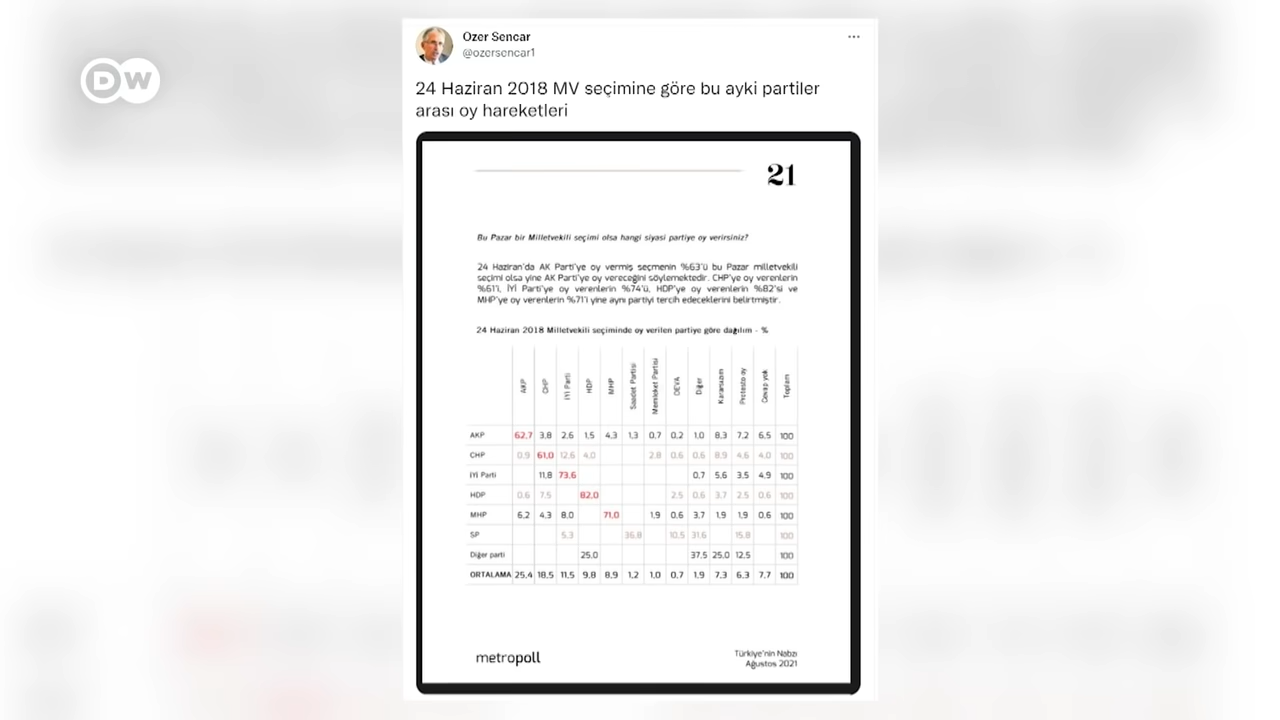 DW
Özer Sencar
@ozersencar1
24 Haziran 2018 MV seçimine göre bu ayki partiler
arası oy hareketleri
21
Bu Pazar bir Milletvekili seçimi olsa hangi siyasi partiye oy verirsiniz?
24 Haziran'da AK Parti'ye oy vermiş seçmenin %63'ü bu Pazar milletvekili
seçimi olsa yine AK Parti'ye oy vereceğini söylemektedir. CHP'ye oy verenlerin
%61'i, İYİ Parti'ye oy verenlerin %74'ü, HDP'ye oy verenlerin %82'si ve
MHP'ye oy verenlerin %71'i yine aynı partiyi tercih edeceklerini belirtmiştir.
24 Haziran 2018 Milletvekili seçiminde oy verilen partiye göre dağılım - %
AKP CHP İYİ Parti HDP MHP Saadet Partisi Memleket Partisi DEVA Diğer Kararsızım Protesto oy Cevap yok Toplam
AKP 62,7 3,8 2,6 1,5 4,3 1,3 0,7 0,2 1,0 8,3 7,2 6,5 100
CHP 0,9 61,0 12,6 4,0 2,8 0,6 0,6 8,9 4,6 4,0 100
İYİ Parti 11,8 73,6 0,7 5,6 3,5 4,9 100
HDP 0,6 7,5 82,0 2,5 0,6 3,7 2,5 0,6 100
MHP 6,2 4,3 8,0 71,0 1,9 0,6 3,7 1,9 1,9 0,6 100
SP 5,3 36,8 10,5 31,6 15,8 100
Diğer parti 25,0 37,5 25,0 12,5 100
ORTALAMA 25,4 18,5 11,5 9,8 8,9 1,2 1,0 0,7 1,9 7,3 6,3 7,7 100
metropoll
Türkiye'nin Nabzı
Ağustos 2021